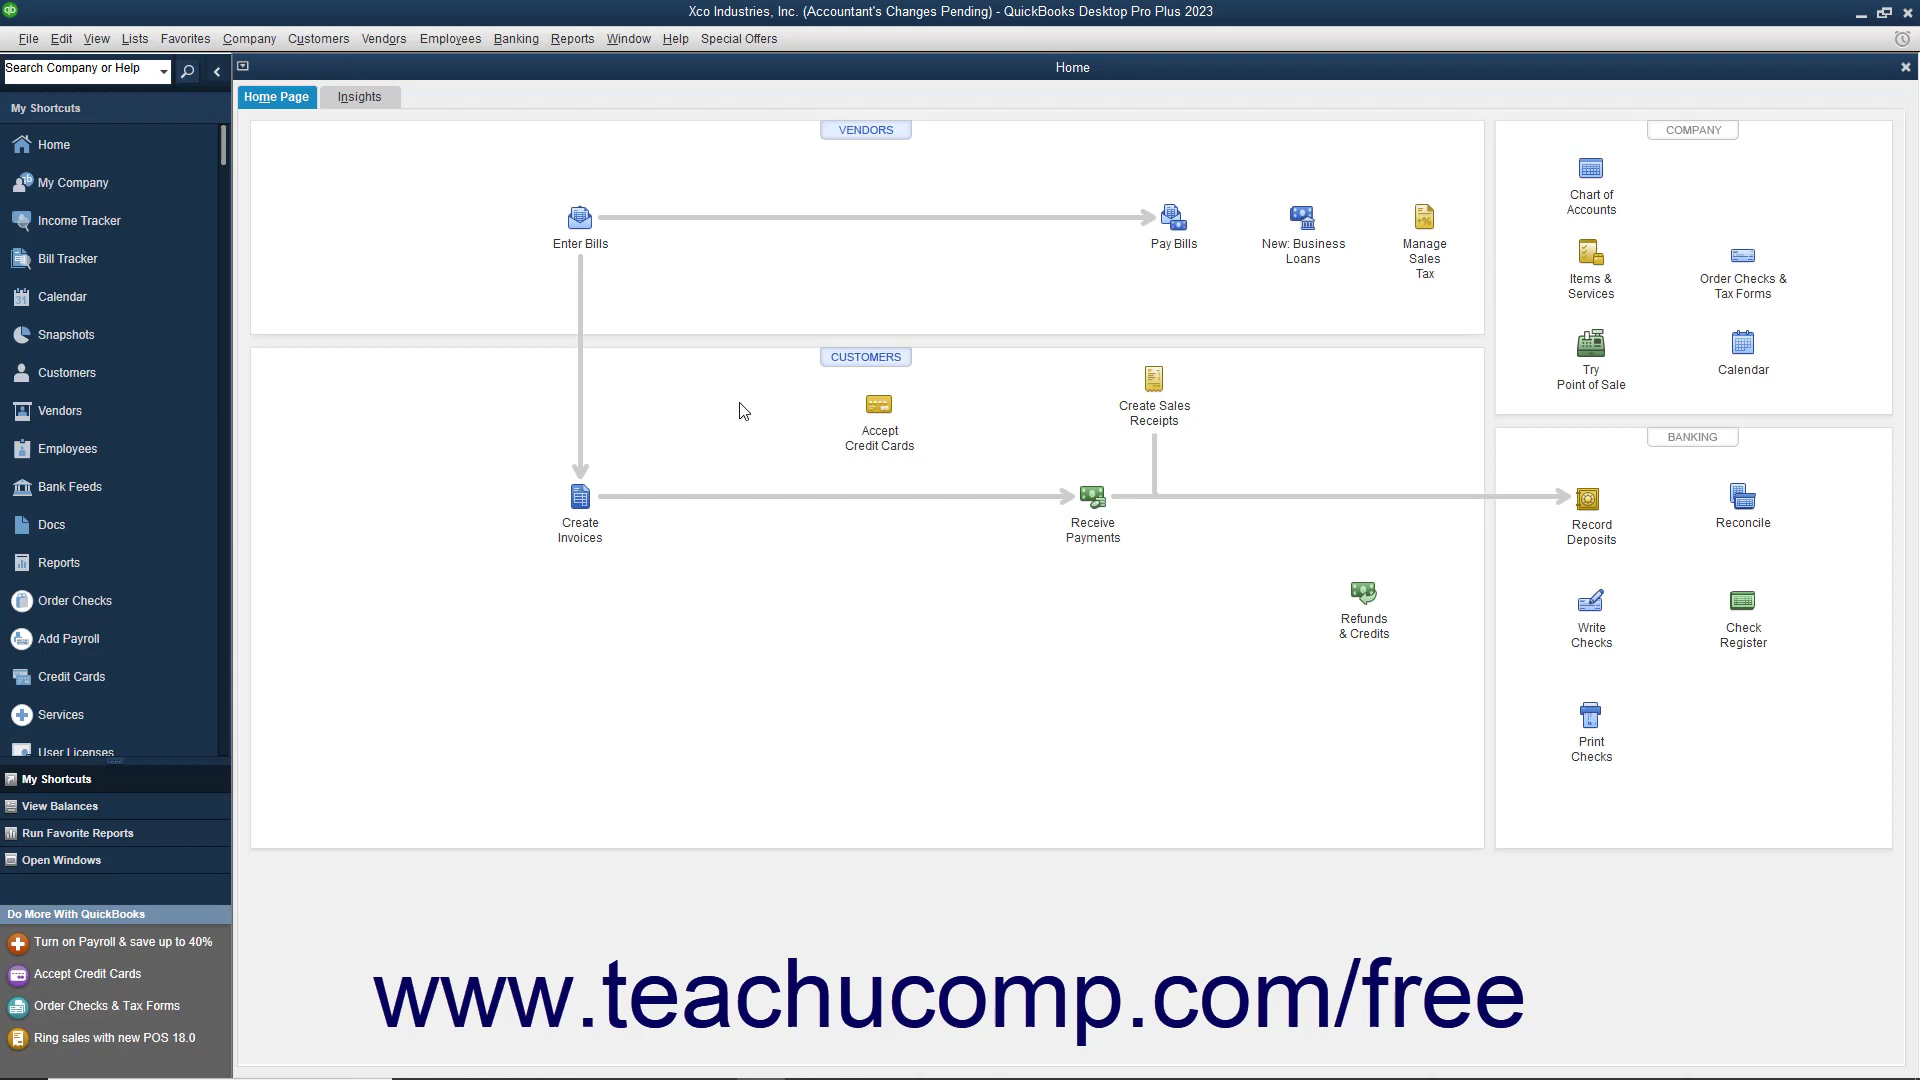 Xco Industries, Inc. (Accountant's Changes Pending) - QuickBooks Desktop Pro Plus 2023
File Edit View Lists Favorites Company Customers Vendors Employees Banking Reports Window Help Special Offers
Search Company or Help
Home
Home Page
Insights
My Shortcuts
Home
My Company
Income Tracker
Bill Tracker
Calendar
Snapshots
Customers
Vendors
Employees
Bank Feeds
Docs
Reports
Order Checks
Add Payroll
Credit Cards
Services
User Licenses
My Shortcuts
View Balances
Run Favorite Reports
Open Windows
Do More With QuickBooks
Turn on Payroll & save up to 40%
Accept Credit Cards
Order Checks & Tax Forms
Ring sales with new POS 18.0
VENDORS
Enter Bills
Pay Bills
New: Business
Loans
Manage
Sales
Tax
CUSTOMERS
Accept
Credit Cards
Create Sales
Receipts
Create
Invoices
Receive
Payments
Refunds
& Credits
COMPANY
Chart of
Accounts
Items &
Services
Order Checks &
Tax Forms
Try
Point of Sale
Calendar
BANKING
Record
Deposits
Reconcile
Write
Checks
Check
Register
Print
Checks
www.teachucomp.com/free